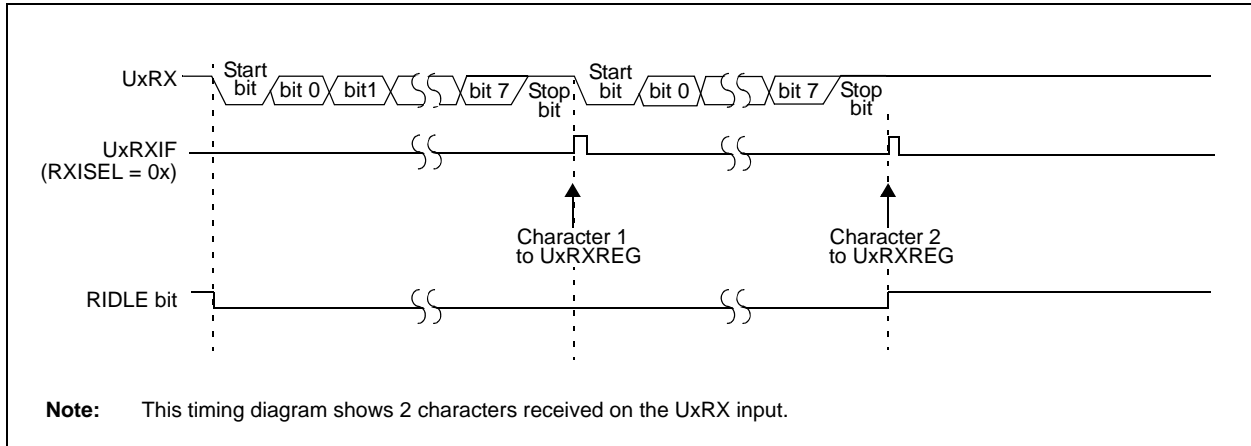 UxRX
Start
bit
bit 0
bit1
bit 7
Stop
bit
Start
bit
bit 0
bit 7
Stop
bit
UxRXIF
(RXISEL = 0x)
Character 1
to UxRXREG
Character 2
to UxRXREG
RIDLE bit
Note: This timing diagram shows 2 characters received on the UxRX input.